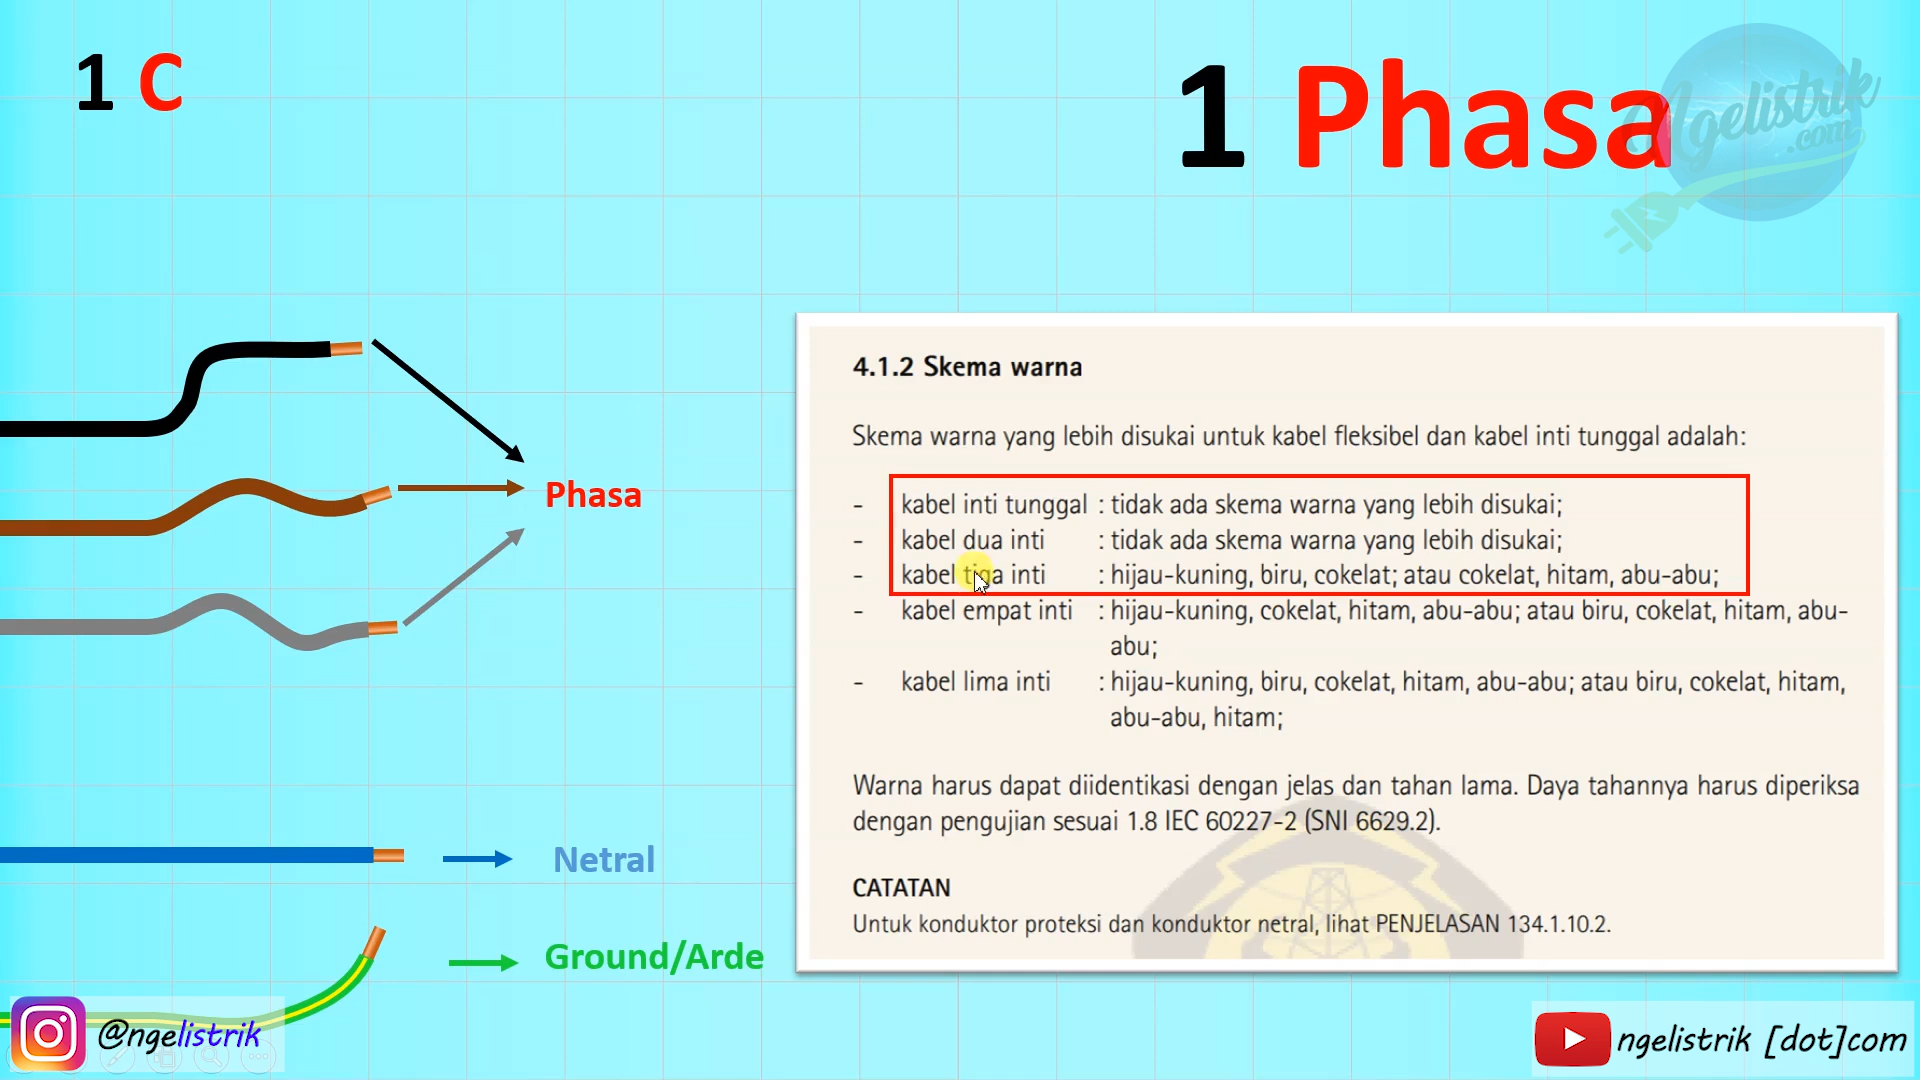 1 C
1 Phasa
Ngelistrik
.com
Phasa
Netral
Ground/Arde
4.1.2 Skema warna
Skema warna yang lebih disukai untuk kabel fleksibel dan kabel inti tunggal adalah:
- kabel inti tunggal : tidak ada skema warna yang lebih disukai;
- kabel dua inti : tidak ada skema warna yang lebih disukai;
- kabel tiga inti : hijau-kuning, biru, cokelat; atau cokelat, hitam, abu-abu;
- kabel empat inti : hijau-kuning, cokelat, hitam, abu-abu; atau biru, cokelat, hitam, abu-
abu;
- kabel lima inti : hijau-kuning, biru, cokelat, hitam, abu-abu; atau biru, cokelat, hitam,
abu-abu, hitam;
Warna harus dapat diidentikasi dengan jelas dan tahan lama. Daya tahannya harus diperiksa
dengan pengujian sesuai 1.8 IEC 60227-2 (SNI 6629.2).
CATATAN
Untuk konduktor proteksi dan konduktor netral, lihat PENJELASAN 134.1.10.2.
@ngelistrik
ngelistrik [dot]com